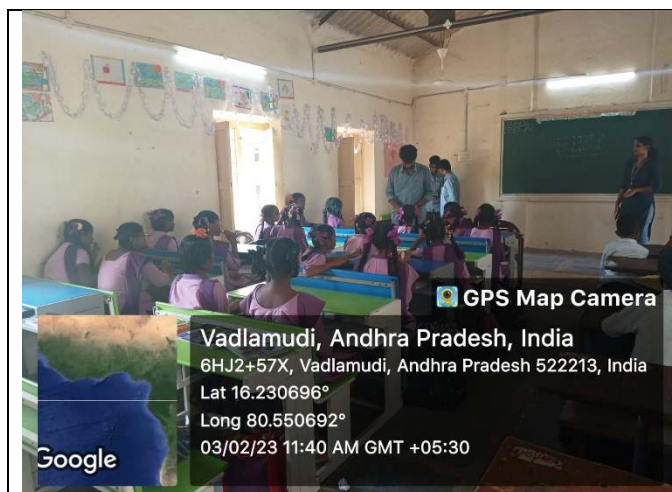 GPS Map Camera
Vadlamudi, Andhra Pradesh, India
6HJ2+57X, Vadlamudi, Andhra Pradesh 522213, India
Lat 16.230696°
Long 80.550692°
03/02/23 11:40 AM GMT +05:30
Google